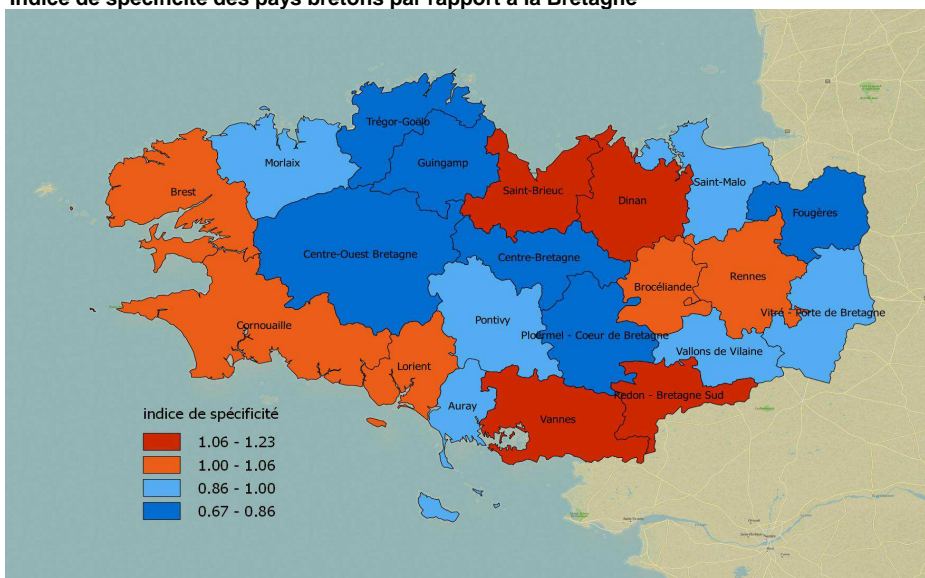 Indice de spécificité des pays bretons par rapport à la Bretagne
Trégor-Goëlo
Morlaix
Guingamp
Brest
Saint-Brieuc
Dinan
Saint-Malo
Fougères
Centre-Ouest Bretagne
Centre-Bretagne
Brocéliande
Rennes
Pontivy
Ploërmel - Coeur de Bretagne
Vitré - Porte de Bretagne
Cornouaille
Lorient
Vallons de Vilaine
Auray
Vannes
Redon - Bretagne Sud
indice de spécificité
1.06 - 1.23
1.00 - 1.06
0.86 - 1.00
0.67 - 0.86